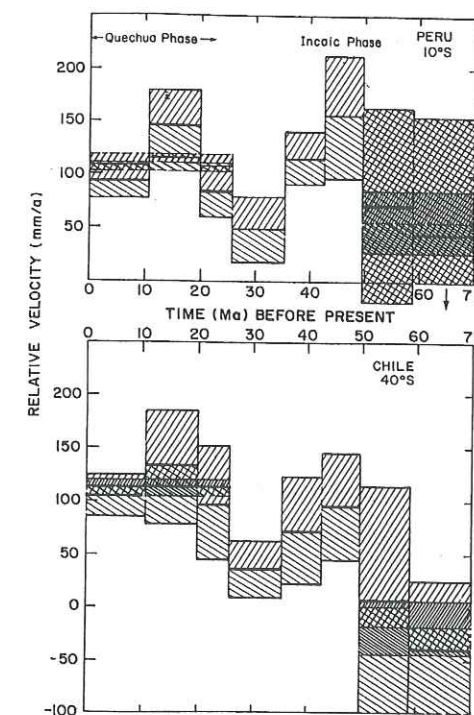 Quechua Phase
Incaic Phase
PERU
10°S
200
150
100
50
0 10 20 30 40 60 7
TIME (Ma) BEFORE PRESENT
0 10 20 30 40 50 60 7
RELATIVE VELOCITY (mm/a)
CHILE
40°S
200
150
100
50
0
-50
-100